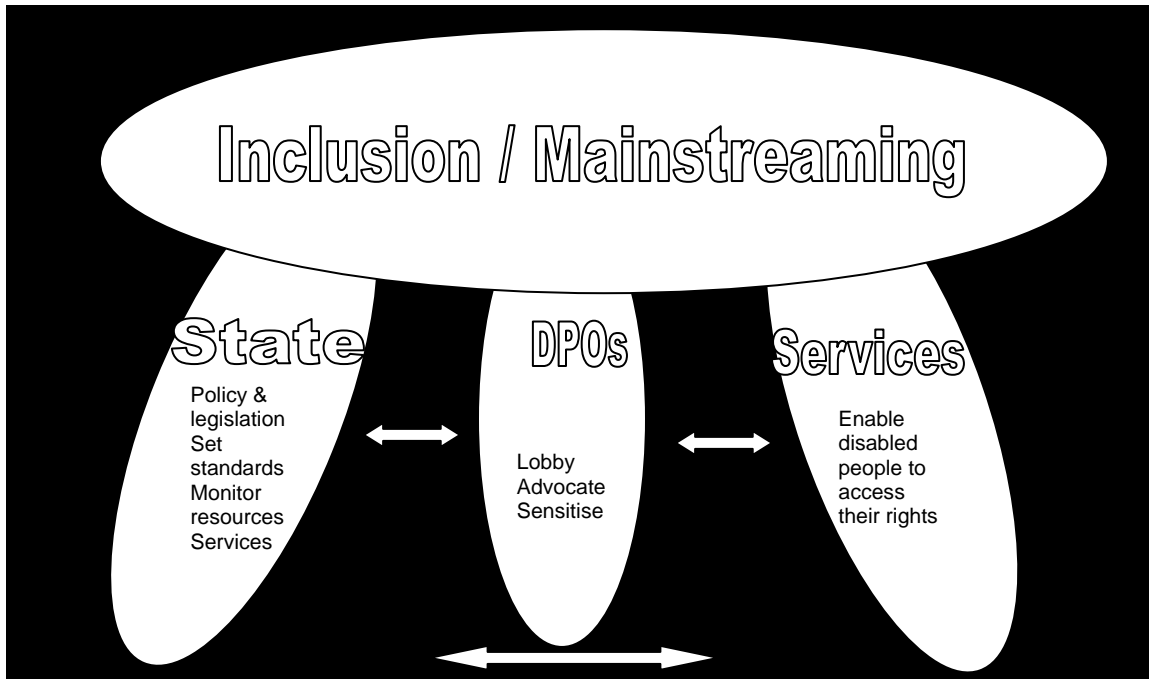 Inclusion / Mainstreaming
State
Policy &
legislation
Set
standards
Monitor
resources
Services
DPOs
Lobby
Advocate
Sensitise
Services
Enable
disabled
people to
access
their rights